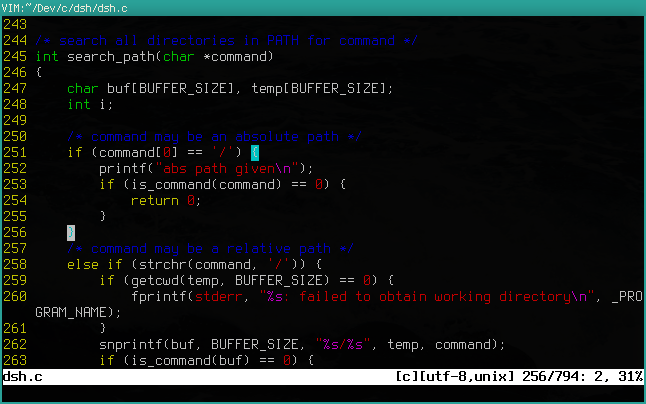 VIM:~/Dev/c/dsh/dsh.c
243
244 /* search all directories in PATH for command */
245 int search_path(char *command)
246 {
247     char buf[BUFFER_SIZE], temp[BUFFER_SIZE];
248     int i;
249
250     /* command may be an absolute path */
251     if (command[0] == '/') {
252         printf("abs path given\n");
253         if (is_command(command) == 0) {
254             return 0;
255         }
256     }
257     /* command may be a relative path */
258     else if (strchr(command, '/')) {
259         if (getcwd(temp, BUFFER_SIZE) == 0) {
260             fprintf(stderr, "%s: failed to obtain working directory\n", _PRO
GRAM_NAME);
261         }
262         snprintf(buf, BUFFER_SIZE, "%s/%s", temp, command);
263         if (is_command(buf) == 0) {
dsh.c [c][utf-8,unix] 256/794: 2, 31%